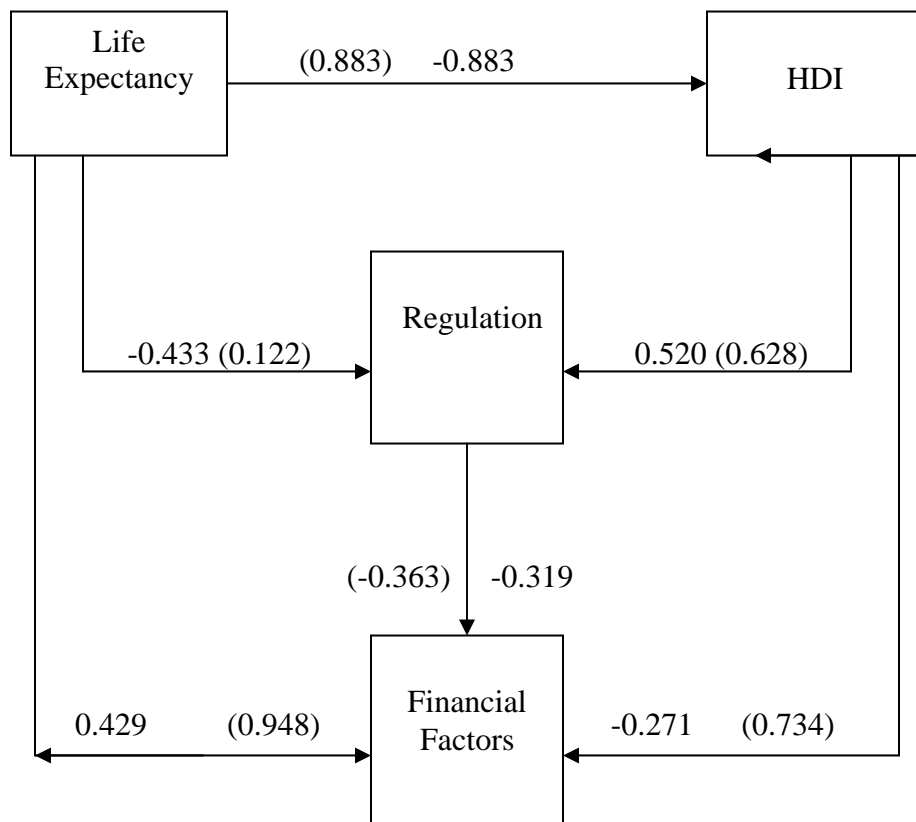 Life
Expectancy
(0.883) -0.883
HDI
Regulation
-0.433 (0.122)
0.520 (0.628)
(-0.363) -0.319
Financial
Factors
0.429 (0.948)
-0.271 (0.734)